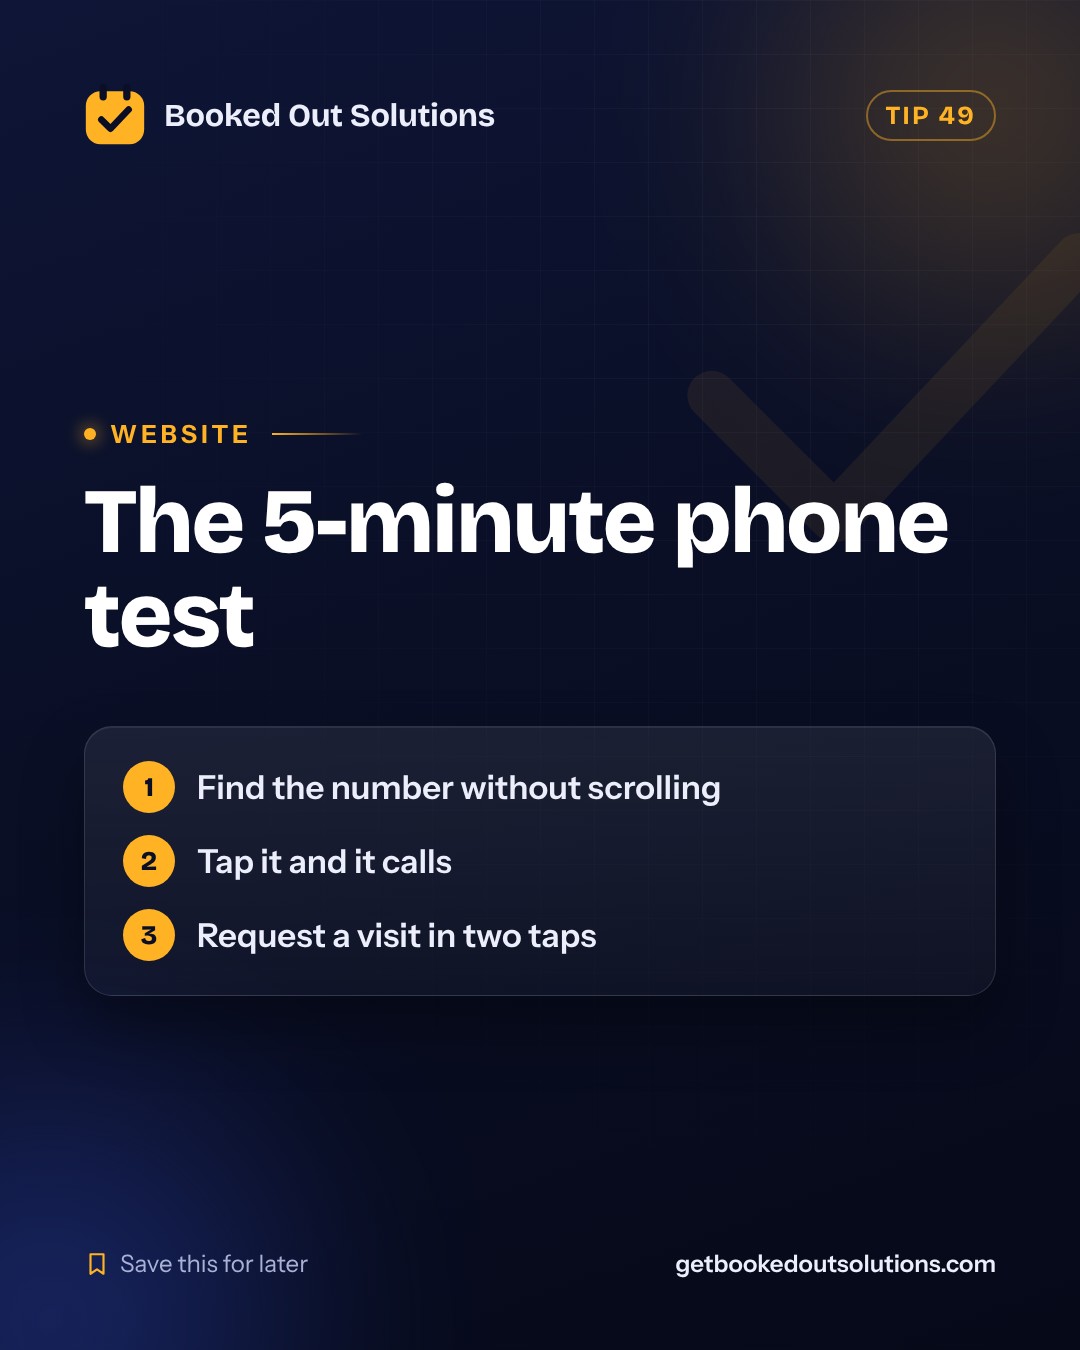 Booked Out Solutions
TIP 49
WEBSITE
The 5-minute phone
test
1 Find the number without scrolling
2 Tap it and it calls
3 Request a visit in two taps
Save this for later
getbookedoutsolutions.com